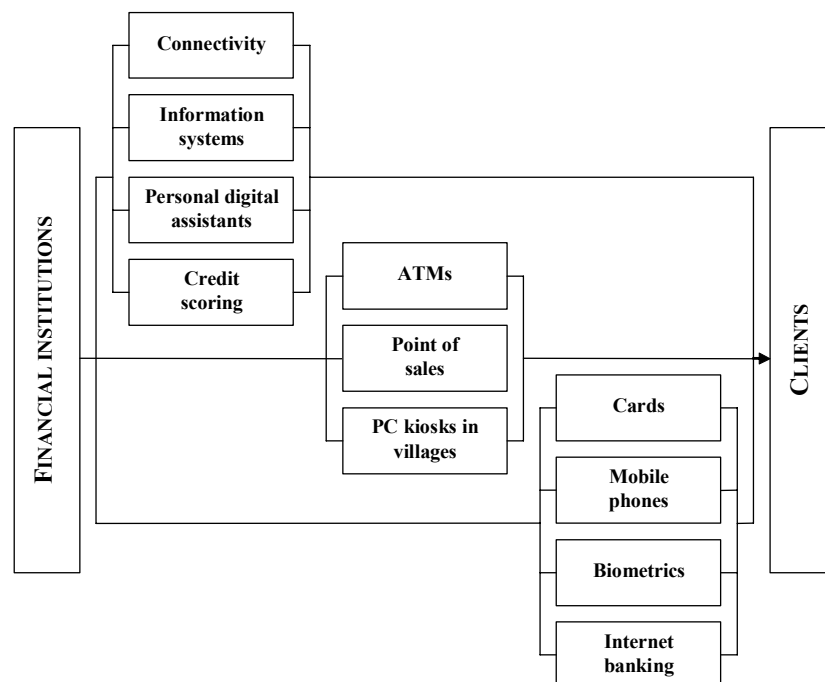 Connectivity
Information
systems
Personal digital
assistants
Credit
scoring
FINANCIAL INSTITUTIONS
ATMs
Point of
sales
PC kiosks in
villages
Cards
Mobile
phones
Biometrics
Internet
banking
CLIENTS